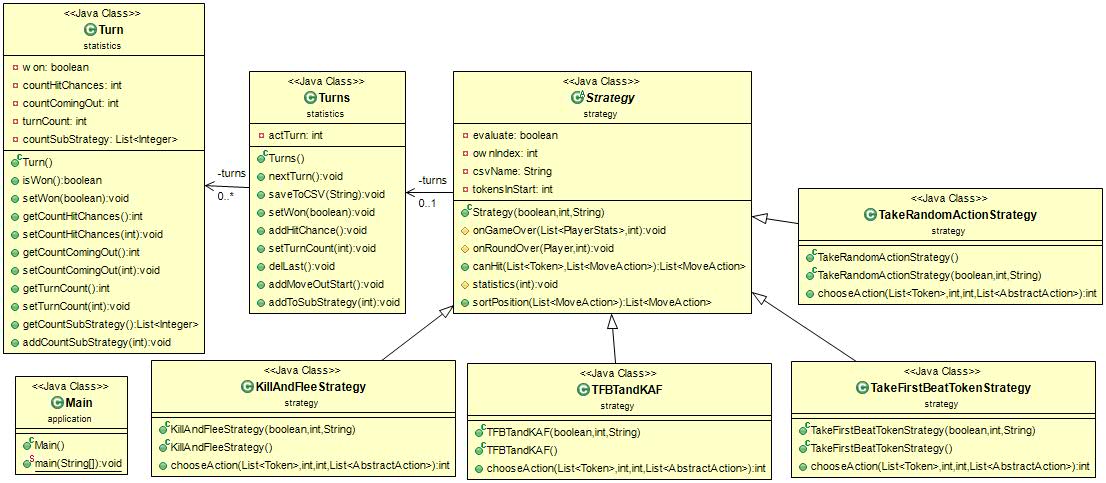 <<Java Class>>
Turn
statistics
won: boolean
countHitChances: int
countComingOut: int
turnCount: int
countSubStrategy: List<Integer>
Turn()
isWon():boolean
setWon(boolean):void
getCountHitChances():int
setCountHitChances(int):void
getCountComingOut():int
setCountComingOut(int):void
getTurnCount():int
setTurnCount(int):void
getCountSubStrategy():List<Integer>
addCountSubStrategy(int):void
-turns
0..*
<<Java Class>>
Turns
statistics
actTurn: int
Turns()
nextTurn():void
saveToCSV(String):void
setWon(boolean):void
addHitChance():void
setTurnCount(int):void
delLast():void
addMoveOutStart():void
addToSubStrategy(int):void
-turns
0..1
<<Java Class>>
Strategy
strategy
evaluate: boolean
ownIndex: int
csvName: String
tokensInStart: int
Strategy(boolean,int,String)
onGameOver(List<PlayerStats>,int):void
onRoundOver(Player,int):void
canHit(List<Token>,List<MoveAction>):List<MoveAction>
statistics(int):void
sortPosition(List<MoveAction>):List<MoveAction>
<<Java Class>>
TakeRandomActionStrategy
strategy
TakeRandomActionStrategy()
TakeRandomActionStrategy(boolean,int,String)
chooseAction(List<Token>,int,int,List<AbstractAction>):int
<<Java Class>>
Main
application
Main()
main(String[]):void
<<Java Class>>
KillAndFleeStrategy
strategy
KillAndFleeStrategy(boolean,int,String)
KillAndFleeStrategy()
chooseAction(List<Token>,int,int,List<AbstractAction>):int
<<Java Class>>
TFBTandKAF
strategy
TFBTandKAF(boolean,int,String)
TFBTandKAF()
chooseAction(List<Token>,int,int,List<AbstractAction>):int
<<Java Class>>
TakeFirstBeatTokenStrategy
strategy
TakeFirstBeatTokenStrategy(boolean,int,String)
TakeFirstBeatTokenStrategy()
chooseAction(List<Token>,int,int,List<AbstractAction>):int